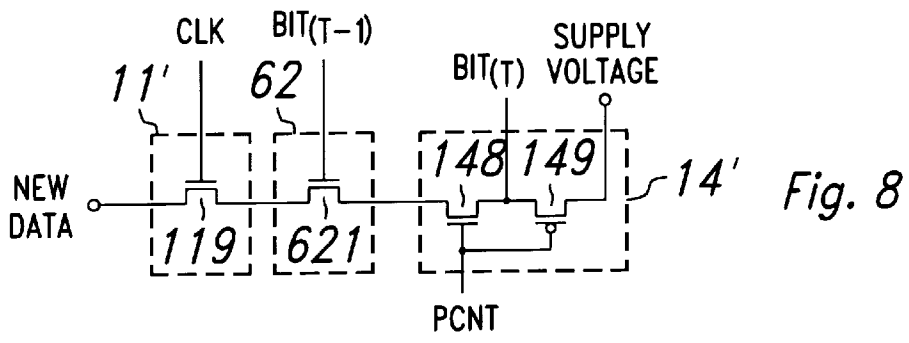 CLK
BIT(T-1)
SUPPLY
VOLTAGE
BIT(T)
11'
62
148
149
14'
NEW
DATA
119
621
Fig. 8
PCNT